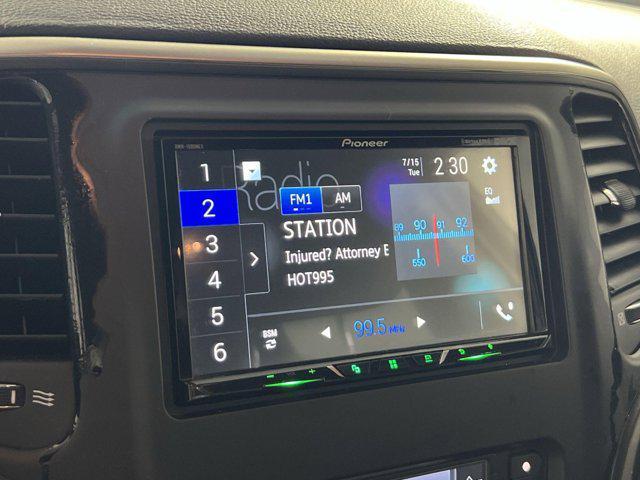 Pioneer
7/15
Tue
2 30
Radio
1
2
3
4
5
6
FM1 AM
STATION
Injured? Attorney E
HOT995
EQ
89 90 91 92
550 600
BSM
99.5 MHz